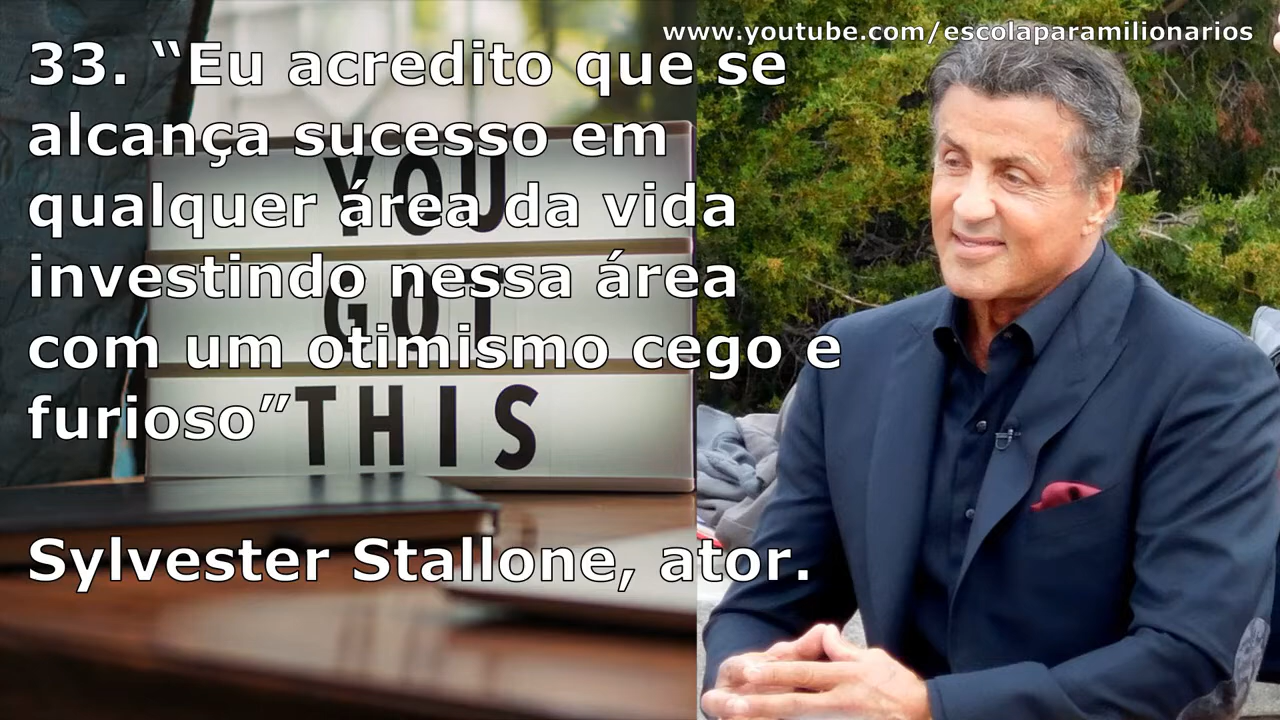 www.youtube.com/escolaparamilionarios
33. “Eu acredito que se
alcança sucesso em
qualquer área da vida
investindo nessa área
com um otimismo cego e
furioso”
Sylvester Stallone, ator.
YOU
GOT
THIS